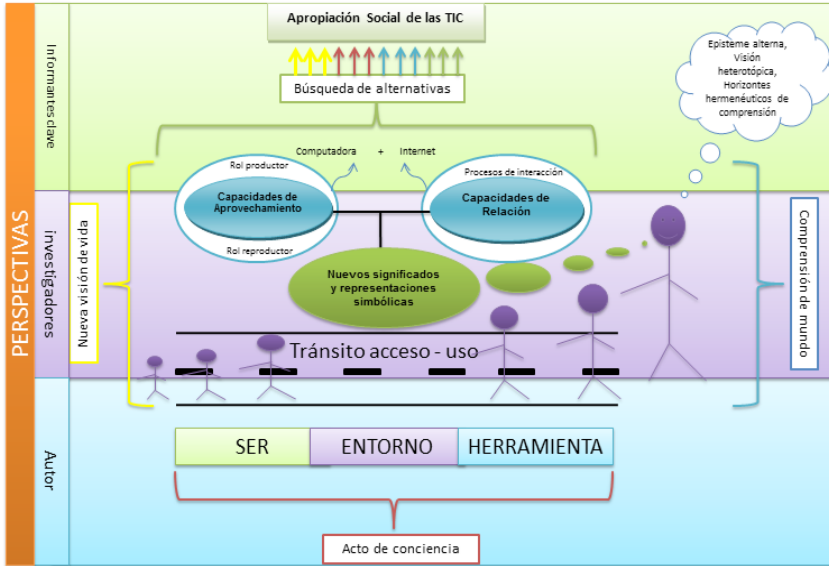 Apropiación Social de las TIC
Búsqueda de alternativas
Episteme alterna,
Visión
heterotópica,
Horizontes
hermenéuticos de
comprensión
Computadora + Internet
Rol productor
Capacidades de
Aprovechamiento
Rol reproductor
Procesos de interacción
Capacidades de
Relación
Nuevos significados
y representaciones
simbólicas
Tránsito acceso - uso
PERSPECTIVAS
Informantes clave
investigadores
Autor
Nueva visión de vida
Comprensión de mundo
SER
ENTORNO
HERRAMIENTA
Acto de conciencia